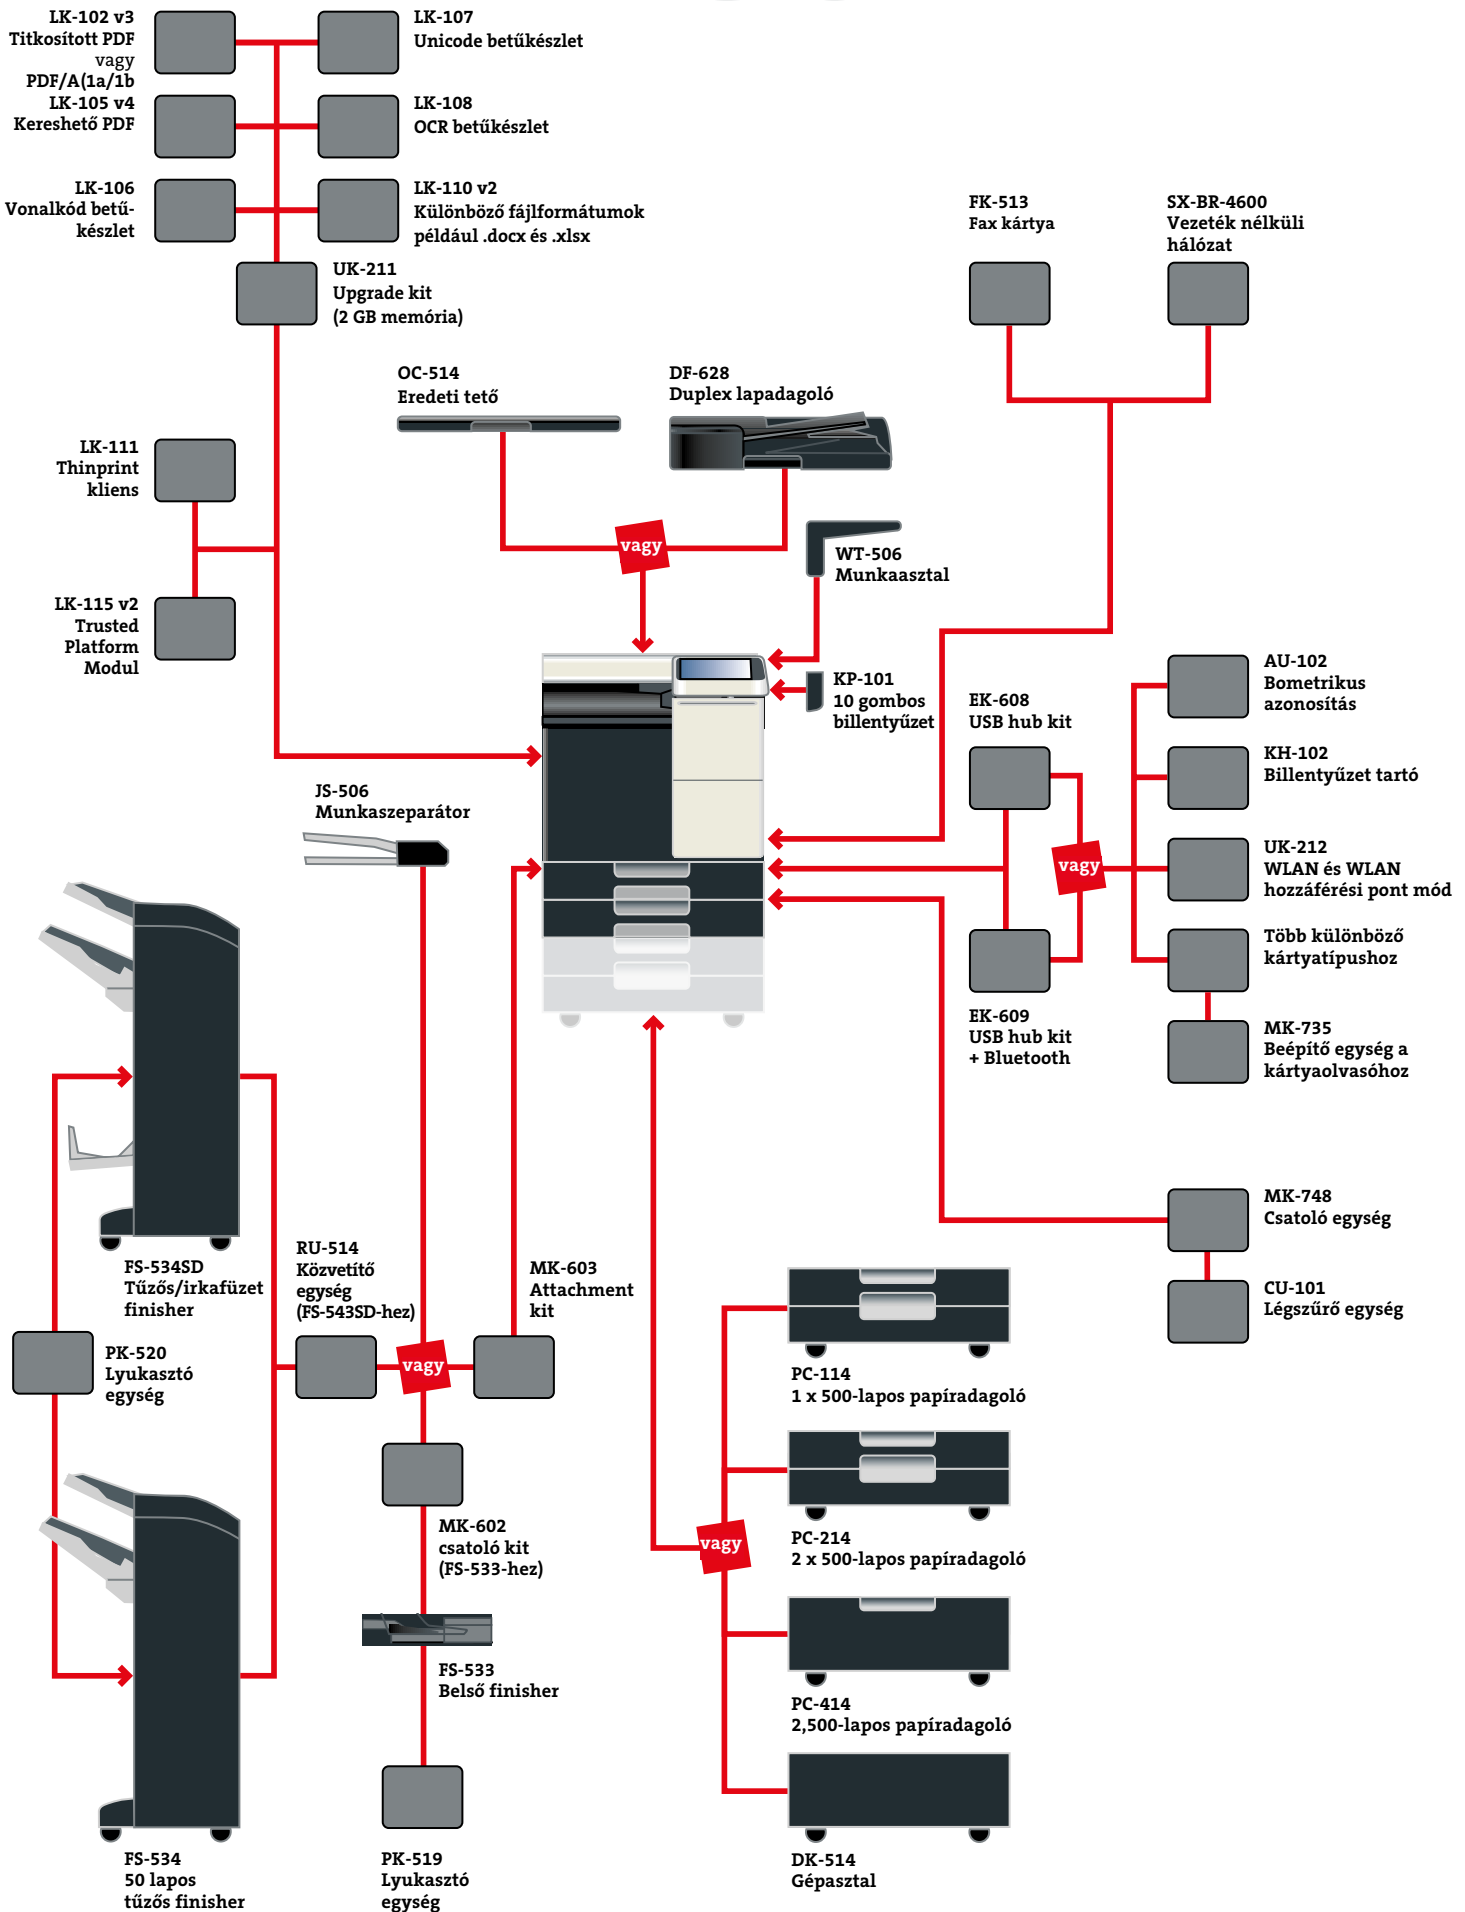 LK-102 v3
Titkosított PDF
vagy
PDF/A(1a/1b
LK-107
Unicode betűkészlet
LK-105 v4
Kereshető PDF
LK-108
OCR betűkészlet
LK-106
Vonalkód betű-
készlet
LK-110 v2
Különböző fájlformátumok
például .docx és .xlsx
UK-211
Upgrade kit
(2 GB memória)
FK-513
Fax kártya
SX-BR-4600
Vezeték nélküli
hálózat
OC-514
Eredeti tető
DF-628
Duplex lapadagoló
LK-111
Thinprint
kliens
vagy
WT-506
Munkaasztal
LK-115 v2
Trusted
Platform
Modul
KP-101
10 gombos
billentyűzet
EK-608
USB hub kit
AU-102
Bometrikus
azonosítás
KH-102
Billentyűzet tartó
JS-506
Munkaszeparátor
vagy
UK-212
WLAN és WLAN
hozzáférési pont mód
Több különböző
kártyatípushoz
EK-609
USB hub kit
+ Bluetooth
MK-735
Beépítő egység a
kártyaolvasóhoz
MK-748
Csatoló egység
CU-101
Légszűrő egység
FS-534SD
Tűzős/irkafüzet
finisher
RU-514
Közvetítő
egység
(FS-543SD-hez)
MK-603
Attachment
kit
PK-520
Lyukasztó
egység
vagy
PC-114
1 x 500-lapos papíradagoló
MK-602
csatoló kit
(FS-533-hez)
vagy
PC-214
2 x 500-lapos papíradagoló
FS-533
Belső finisher
PC-414
2,500-lapos papíradagoló
FS-534
50 lapos
tűzős finisher
PK-519
Lyukasztó
egység
DK-514
Gépasztal